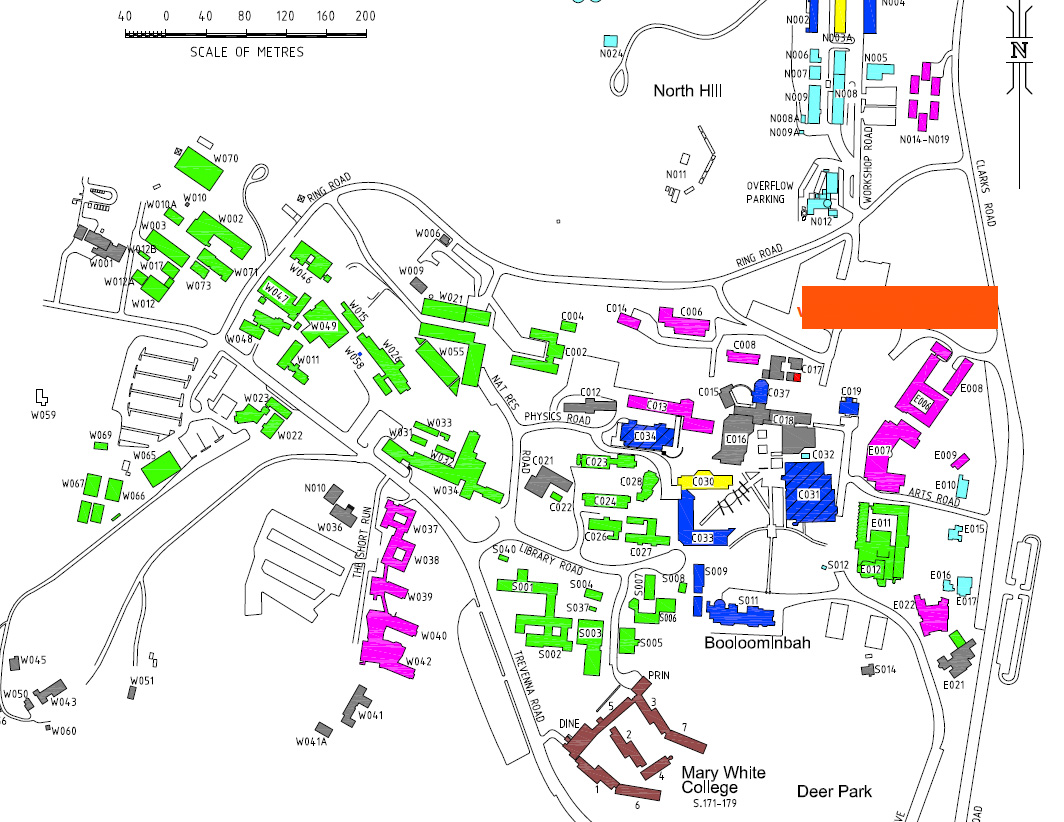 40 0 40 80 120 160 200
SCALE OF METRES
N002
N004
N003A
N
N024
N006
N005
N007
North Hill
N009
N008
N008A
N009A
N014-N019
WORKSHOP ROAD
CLARKS ROAD
N011
OVERFLOW
PARKING
N012
W070
RING ROAD
W010
W010A
W002
W003
W012B
W001
W017
W071
W012A
W073
W012
W006
RING ROAD
W046
W009
W047
W021
W015
W049
C004
C014
C006
W048
W011
W058
W024
W055
C002
C008
C017
E008
W059
W023
NAT RES
ROAD
C012
C013
C015
C037
C019
E006
W022
PHYSICS ROAD
C018
W033
W031
C034
C016
W069
W032
C032
E007
E009
W065
W034
C021
C023
C028
C030
C031
E010
W067
W066
N010
C022
C024
ARTS ROAD
W036
THE SHORT RUN
W037
C026
C033
E011
E015
C027
S040
LIBRARY ROAD
W038
S007
S008
S009
S012
E012
E016
S001
S004
E017
W039
S037
S006
S011
E022
W040
S003
S005
Booloominbah
S002
W042
W045
S014
E021
TREVENNA ROAD
PRIN
W051
W050
W043
W041
W060
W041A
DINE
5
3
2
7
4
Mary White
College
S.171-179
1
6
Deer Park